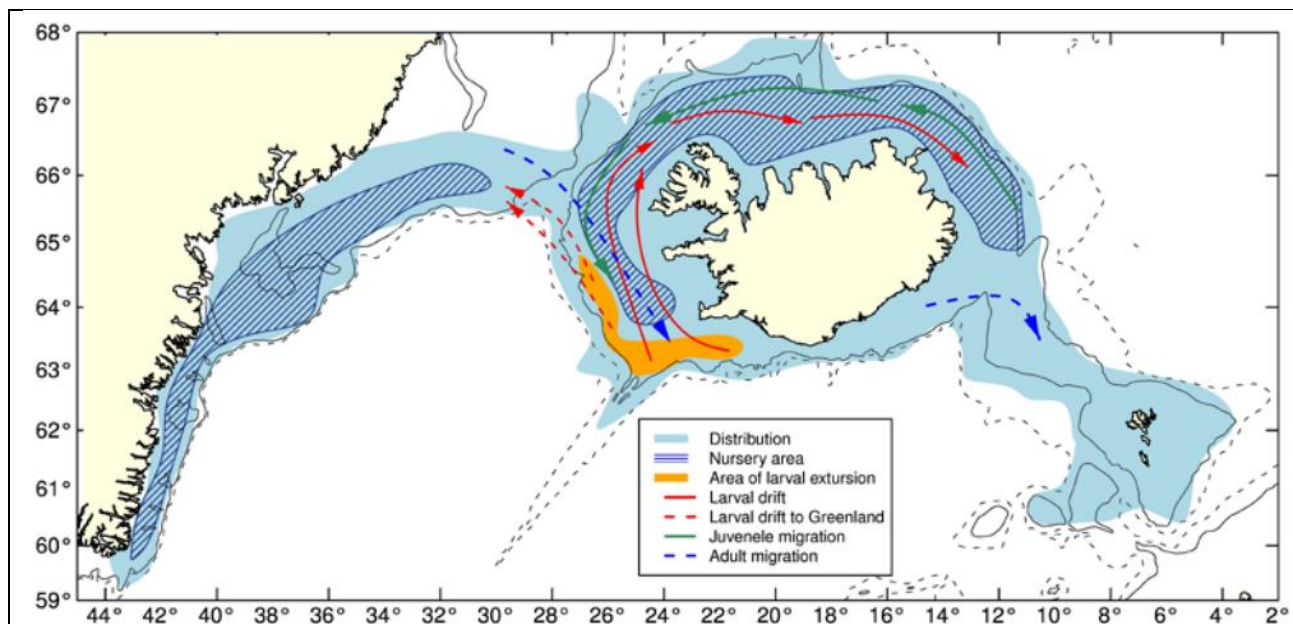 68°
67°
66°
65°
64°
63°
62°
61°
60°
59°
Distribution
Nursery area
Area of larval extursion
Larval drift
Larval drift to Greenland
Juvenele migration
Adult migration
44° 42° 40° 38° 36° 34° 32° 30° 28° 26° 24° 22° 20° 18° 16° 14° 12° 10° 8° 6° 4° 2°